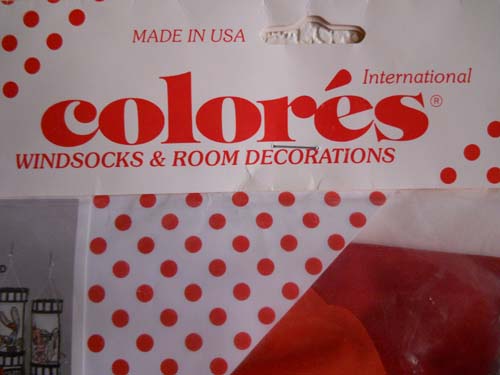 MADE IN USA
International
colorés®
WINDSOCKS & ROOM DECORATIONS